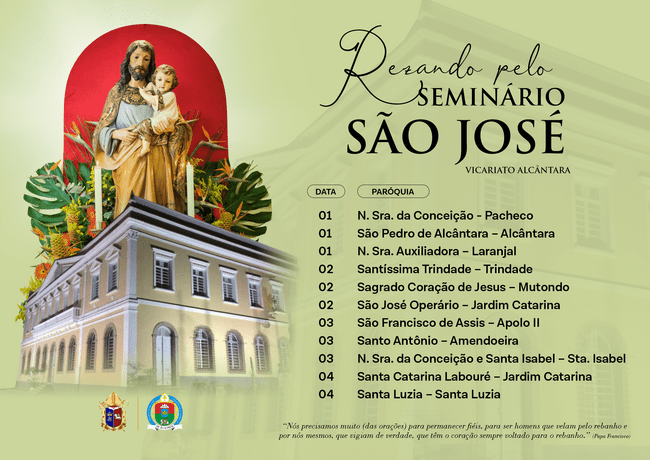 Rezando pelo
SEMINÁRIO
SÃO JOSÉ
VICARIATO ALCÂNTARA
DATA PARÓQUIA
01 N. Sra. da Conceição - Pacheco
01 São Pedro de Alcântara – Alcântara
01 N. Sra. Auxiliadora – Laranjal
02 Santíssima Trindade – Trindade
02 Sagrado Coração de Jesus – Mutondo
02 São José Operário – Jardim Catarina
03 São Francisco de Assis – Apolo II
03 Santo Antônio – Amendoeira
03 N. Sra. da Conceição e Santa Isabel – Sta. Isabel
04 Santa Catarina Labouré – Jardim Catarina
04 Santa Luzia – Santa Luzia
“Nós precisamos muito (das orações) para permanecer fiéis, para ser homens que velam pelo rebanho e
por nós mesmos, que vigiam de verdade, que têm o coração sempre voltado para o rebanho.” (Papa Francisco)